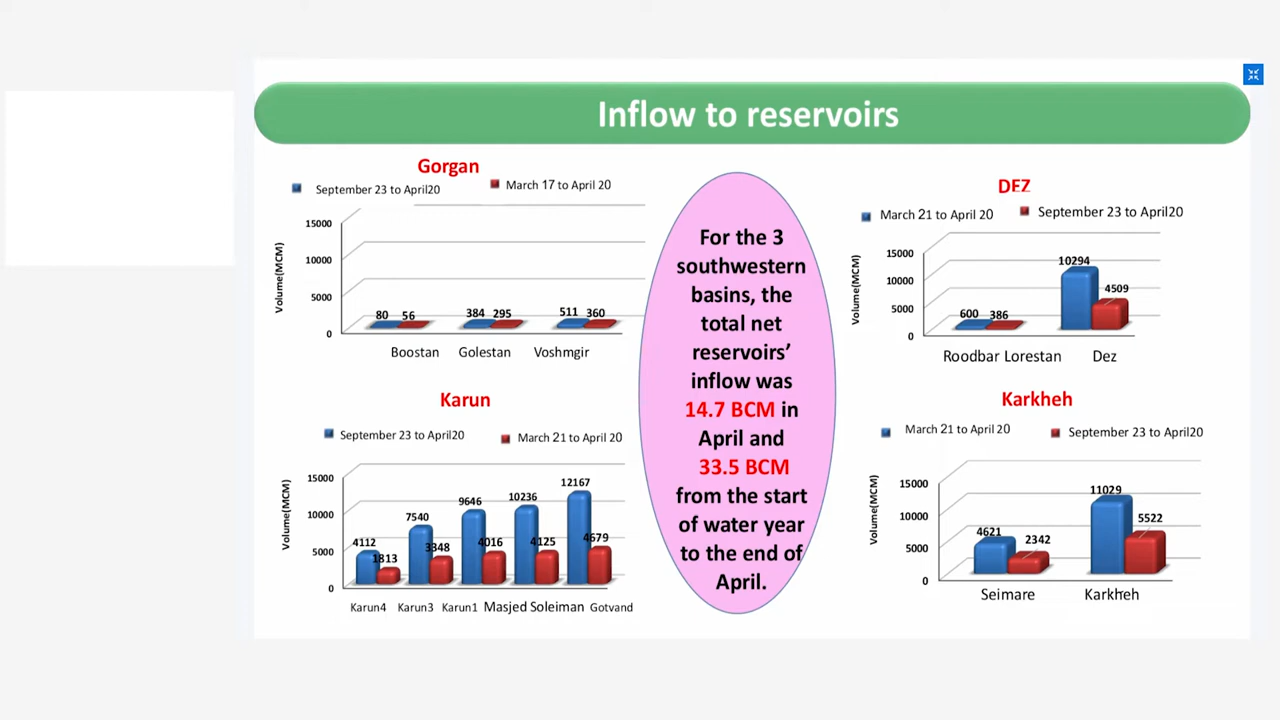 Inflow to reservoirs
Gorgan
September 23 to April20
March 17 to April 20
Volume(MCM)
15000
10000
5000
0
80
56
384
295
511
360
Boostan
Golestan
Voshmgir
Karun
September 23 to April20
March 21 to April 20
Volume(MCM)
15000
10000
5000
0
4112
1813
7540
3348
9646
4016
10236
4125
12167
4679
Karun4
Karun3
Karun1
Masjed Soleiman
Gotvand
For the 3
southwestern
basins, the
total net
reservoirs’
inflow was
14.7 BCM in
April and
33.5 BCM
from the start
of water year
to the end of
April.
DEZ
March 21 to April 20
September 23 to April20
Volume(MCM)
15000
10000
5000
0
600
386
10294
4509
Roodbar Lorestan
Dez
Karkheh
March 21 to April 20
September 23 to April20
Volume(MCM)
15000
10000
5000
0
4621
2342
11029
5522
Seimare
Karkheh